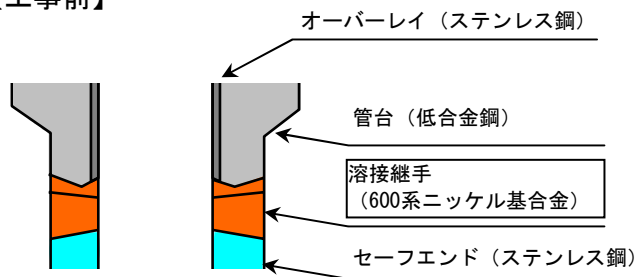 工事前】
オーバーレイ（ステンレス鋼）
管台（低合金鋼）
溶接継手
（600系ニッケル基合金）
セーフエンド（ステンレス鋼）